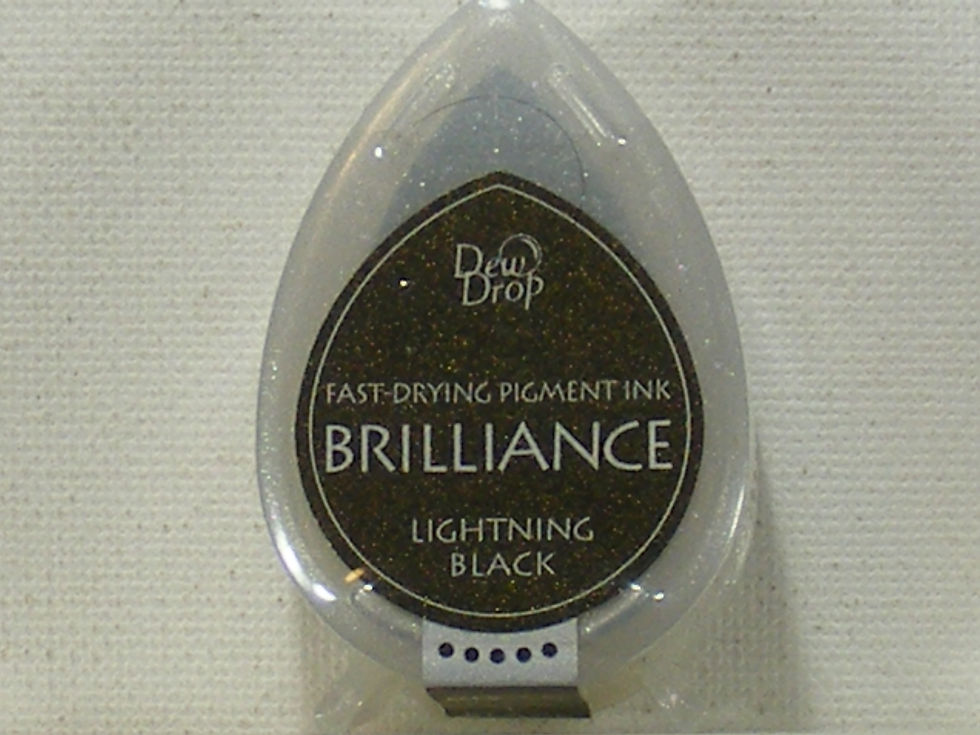 Dew
Drop
FAST-DRYING PIGMENT INK
BRILLIANCE
LIGHTNING
BLACK